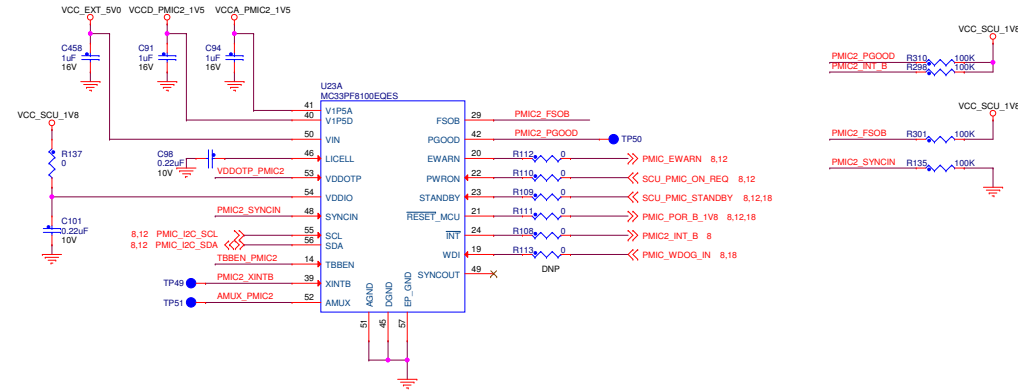 VCC_EXT_5V0 VCCD_PMIC2_1V5 VCCA_PMIC2_1V5
C458 1uF 16V
C91 1uF 16V
C94 1uF 16V
VCC_SCU_1V8
R137 0
C101 0.22uF 10V
C98 0.22uF 10V
U23A
MC33PF8100EQES
41 V1P5A
40 V1P5D
50 VIN
46 LICELL
VDDOTP_PMIC2 53 VDDOTP
54 VDDIO
PMIC2_SYNCIN 48 SYNCIN
8,12 PMIC_I2C_SCL 55 SCL
8,12 PMIC_I2C_SDA 56 SDA
TBBEN_PMIC2 14 TBBEN
TP49 PMIC2_XINTB 39 XINTB
TP51 AMUX_PMIC2 52 AMUX
FSOB 29 PMIC2_FSOB
PGOOD 42 PMIC2_PGOOD TP50
EWARN 20 R112 0 PMIC_EWARN 8,12
PWRON 22 R110 0 SCU_PMIC_ON_REQ 8,12
STANDBY 23 R109 0 SCU_PMIC_STANDBY 8,12,18
RESET_MCU 21 R111 0 PMIC_POR_B_1V8 8,12,18
INT 24 R108 0 PMIC2_INT_B 8
WDI 19 R113 0 PMIC_WDOG_IN 8,18
DNP
SYNCOUT 49
AGND DGND EP_GND
51 45 57
VCC_SCU_1V8
PMIC2_PGOOD R310 100K
PMIC2_INT_B R298 100K
VCC_SCU_1V8
PMIC2_FSOB R301 100K
PMIC2_SYNCIN R135 100K